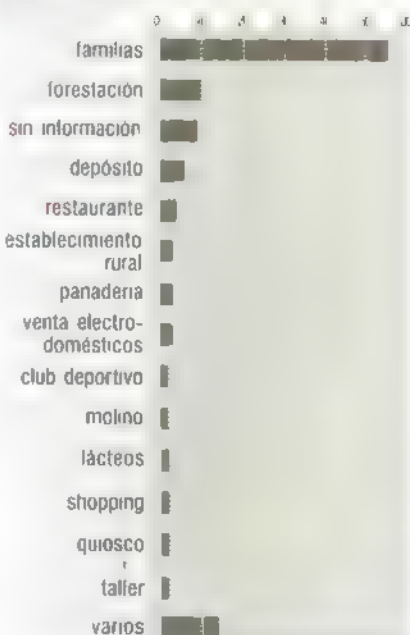 familias
forestación
sin información
depósito
restaurante
establecimiento
rural
panadería
venta electro-
domésticos
club deportivo
molino
lácteos
shopping
quiosco
taller
varios